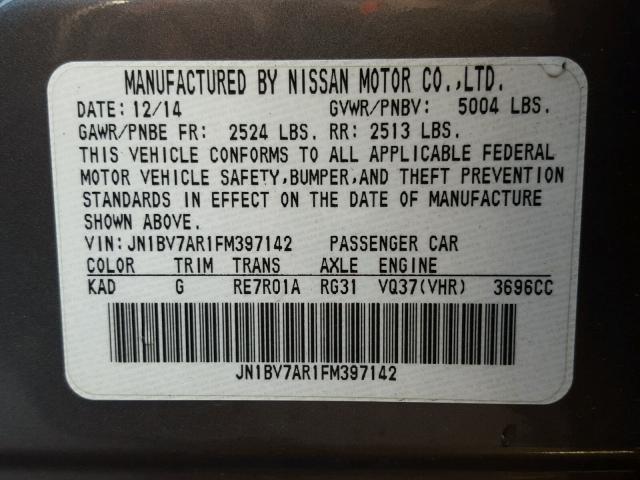 MANUFACTURED BY NISSAN MOTOR CO.,LTD.
DATE: 12/14 GVWR/PNBV: 5004 LBS.
GAWR/PNBE FR: 2524 LBS. RR: 2513 LBS.
THIS VEHICLE CONFORMS TO ALL APPLICABLE FEDERAL
MOTOR VEHICLE SAFETY,BUMPER,AND THEFT PREVENTION
STANDARDS IN EFFECT ON THE DATE OF MANUFACTURE
SHOWN ABOVE.
VIN: JN1BV7AR1FM397142 PASSENGER CAR
COLOR TRIM TRANS AXLE ENGINE
KAD G RE7R01A RG31 VQ37(VHR) 3696CC
JN1BV7AR1FM397142